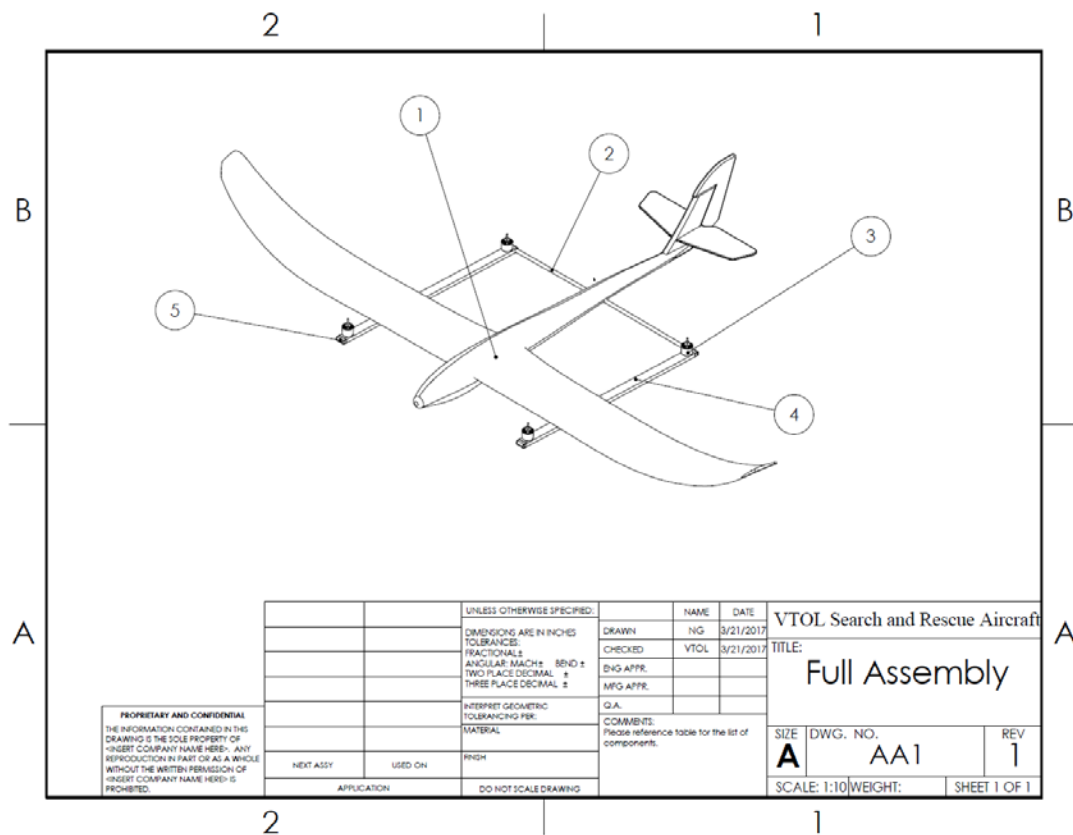 2
1
B
B
1
2
3
5
4
A
A
UNLESS OTHERWISE SPECIFIED:
DIMENSIONS ARE IN INCHES
TOLERANCES:
FRACTIONAL±
ANGULAR: MACH± BEND ±
TWO PLACE DECIMAL ±
THREE PLACE DECIMAL ±
INTERPRET GEOMETRIC
TOLERANCING PER:
MATERIAL
FINISH
DO NOT SCALE DRAWING
NAME
DATE
DRAWN
NG
3/21/2017
CHECKED
VTOL
3/21/2017
ENG APPR.
MFG APPR.
Q.A.
COMMENTS:
Please reference table for the list of
components.
VTOL Search and Rescue Aircraft
TITLE:
Full Assembly
SIZE
A
DWG. NO.
AA1
REV
1
SCALE: 1:10
WEIGHT:
SHEET 1 OF 1
PROPRIETARY AND CONFIDENTIAL
THE INFORMATION CONTAINED IN THIS
DRAWING IS THE SOLE PROPERTY OF
<INSERT COMPANY NAME HERE>. ANY
REPRODUCTION IN PART OR AS A WHOLE
WITHOUT THE WRITTEN PERMISSION OF
<INSERT COMPANY NAME HERE> IS
PROHIBITED.
NEXT ASSY
USED ON
APPLICATION
2
1